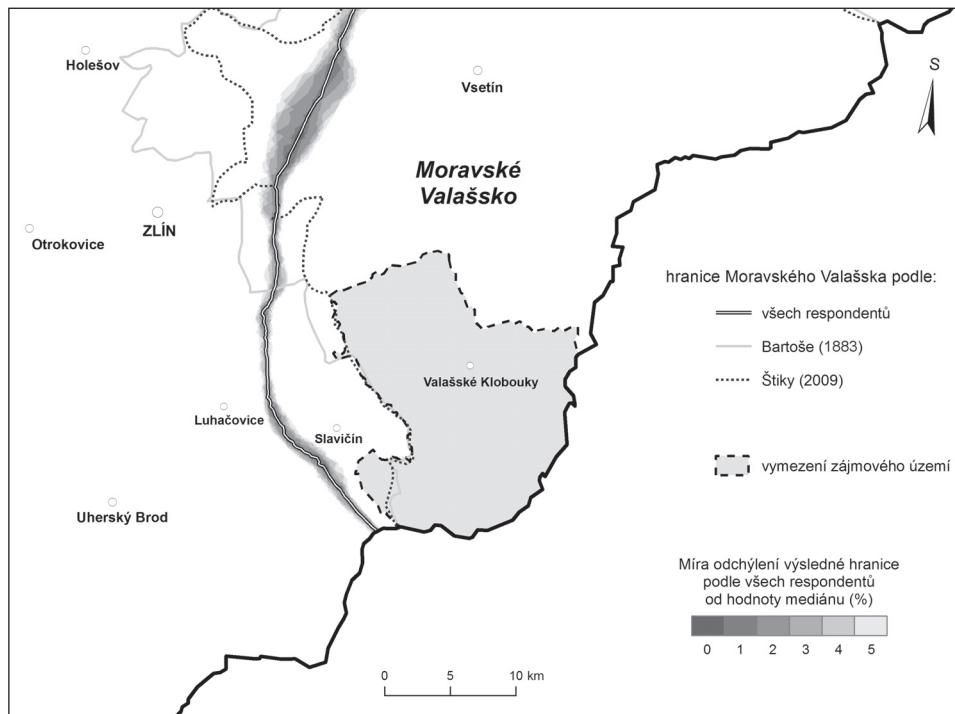 Holešov
Vsetín
S
Moravské
Valašsko
ZLÍN
Otrokovice
hranice Moravského Valašska podle:
všech respondentů
Bartoše (1883)
Štiky (2009)
Valašské Klobouky
Luhačovice
Slavičín
vymezení zájmového území
Uherský Brod
Míra odchýlení výsledné hranice
podle všech respondentů
od hodnoty mediánu (%)
0 1 2 3 4 5
0 5 10 km